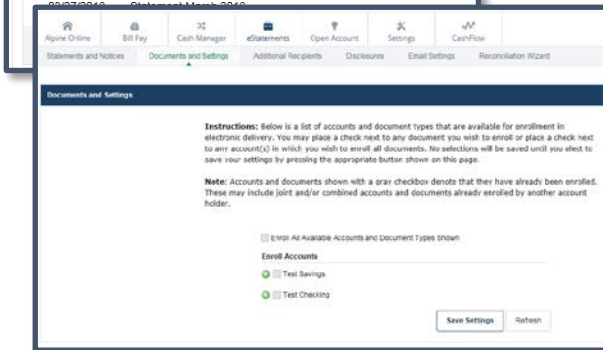 03/27/2018 Statement March 2018
Alpine Online Bill Pay Cash Manager eStatements Open Account Settings CashFlow
Statements and Notices Documents and Settings Additional Recipients Disclosures Email Settings Reconciliation Wizard
Documents and Settings
Instructions: Below is a list of accounts and document types that are available for enrollment in
electronic delivery. You may place a check next to any document you wish to enroll or place a check next
to any account(s) in which you wish to enroll all documents. No selections will be saved until you elect to
save your settings by pressing the appropriate button shown on this page.
Note: Accounts and documents shown with a gray checkbox denote that they have already been enrolled.
These may include joint and/or combined accounts and documents already enrolled by another account
holder.
Enroll All Available Accounts and Document Types Shown
Enroll Accounts
Test Savings
Test Checking
Save Settings Refresh